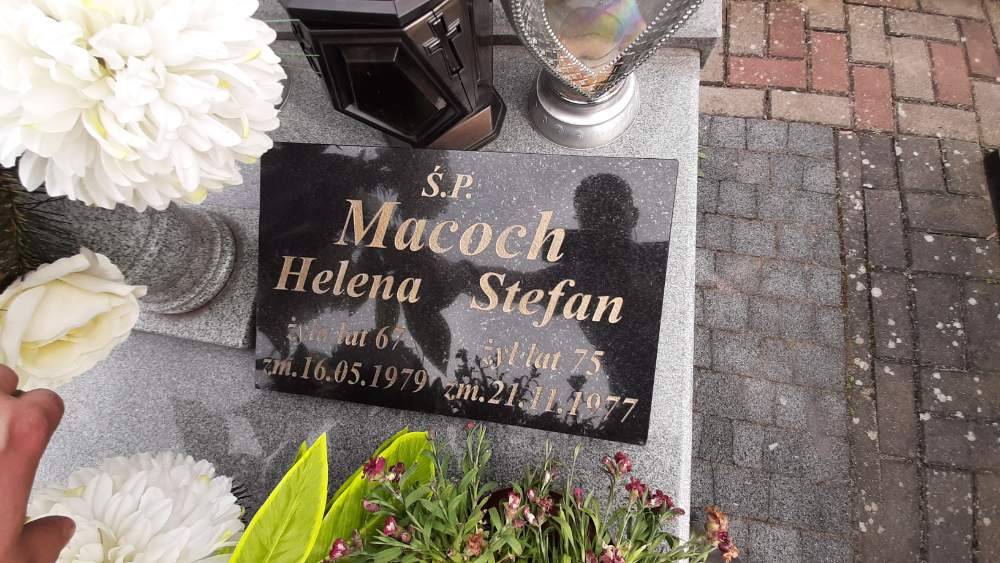 Ś.P.
Macoch
Helena Stefan
żyła lat 67 żył lat 75
zm.16.05.1979 zm.21.11.1977